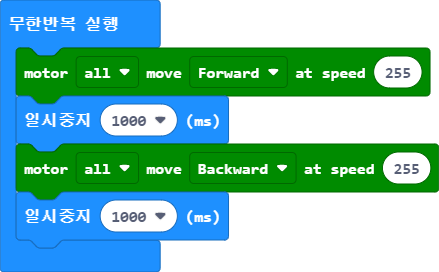 무한반복 실행
motor all move Forward at speed 255
일시중지 1000 (ms)
motor all move Backward at speed 255
일시중지 1000 (ms)